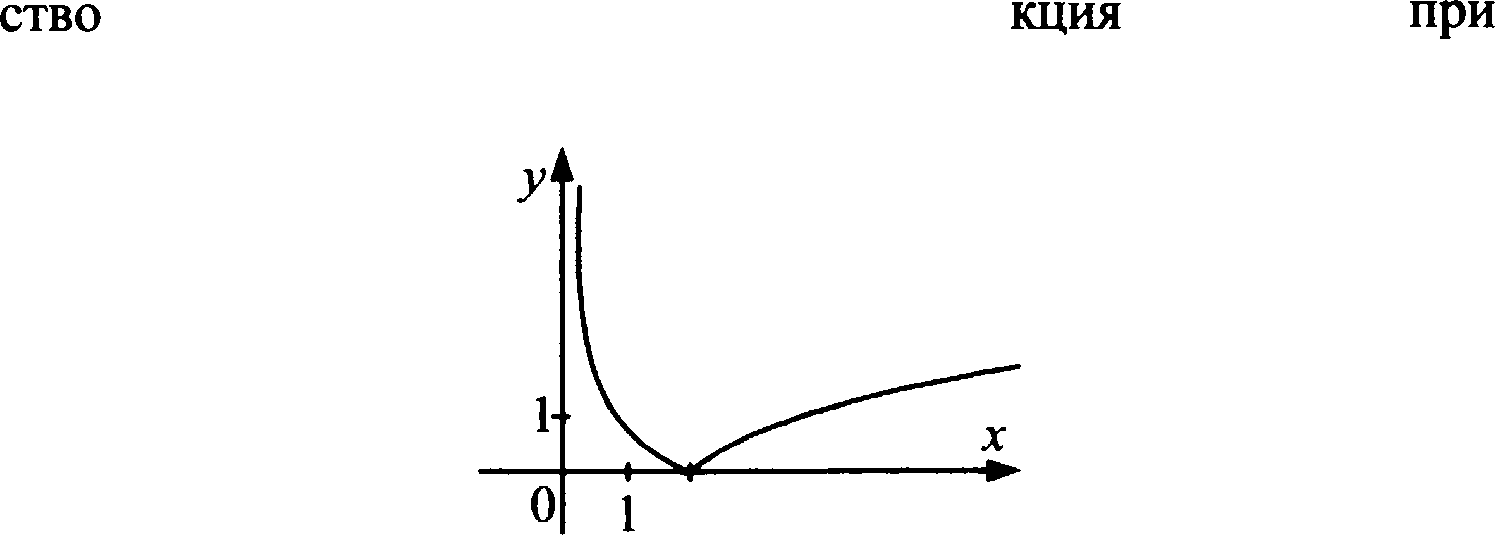 ство кция при
y
1
x
0 1